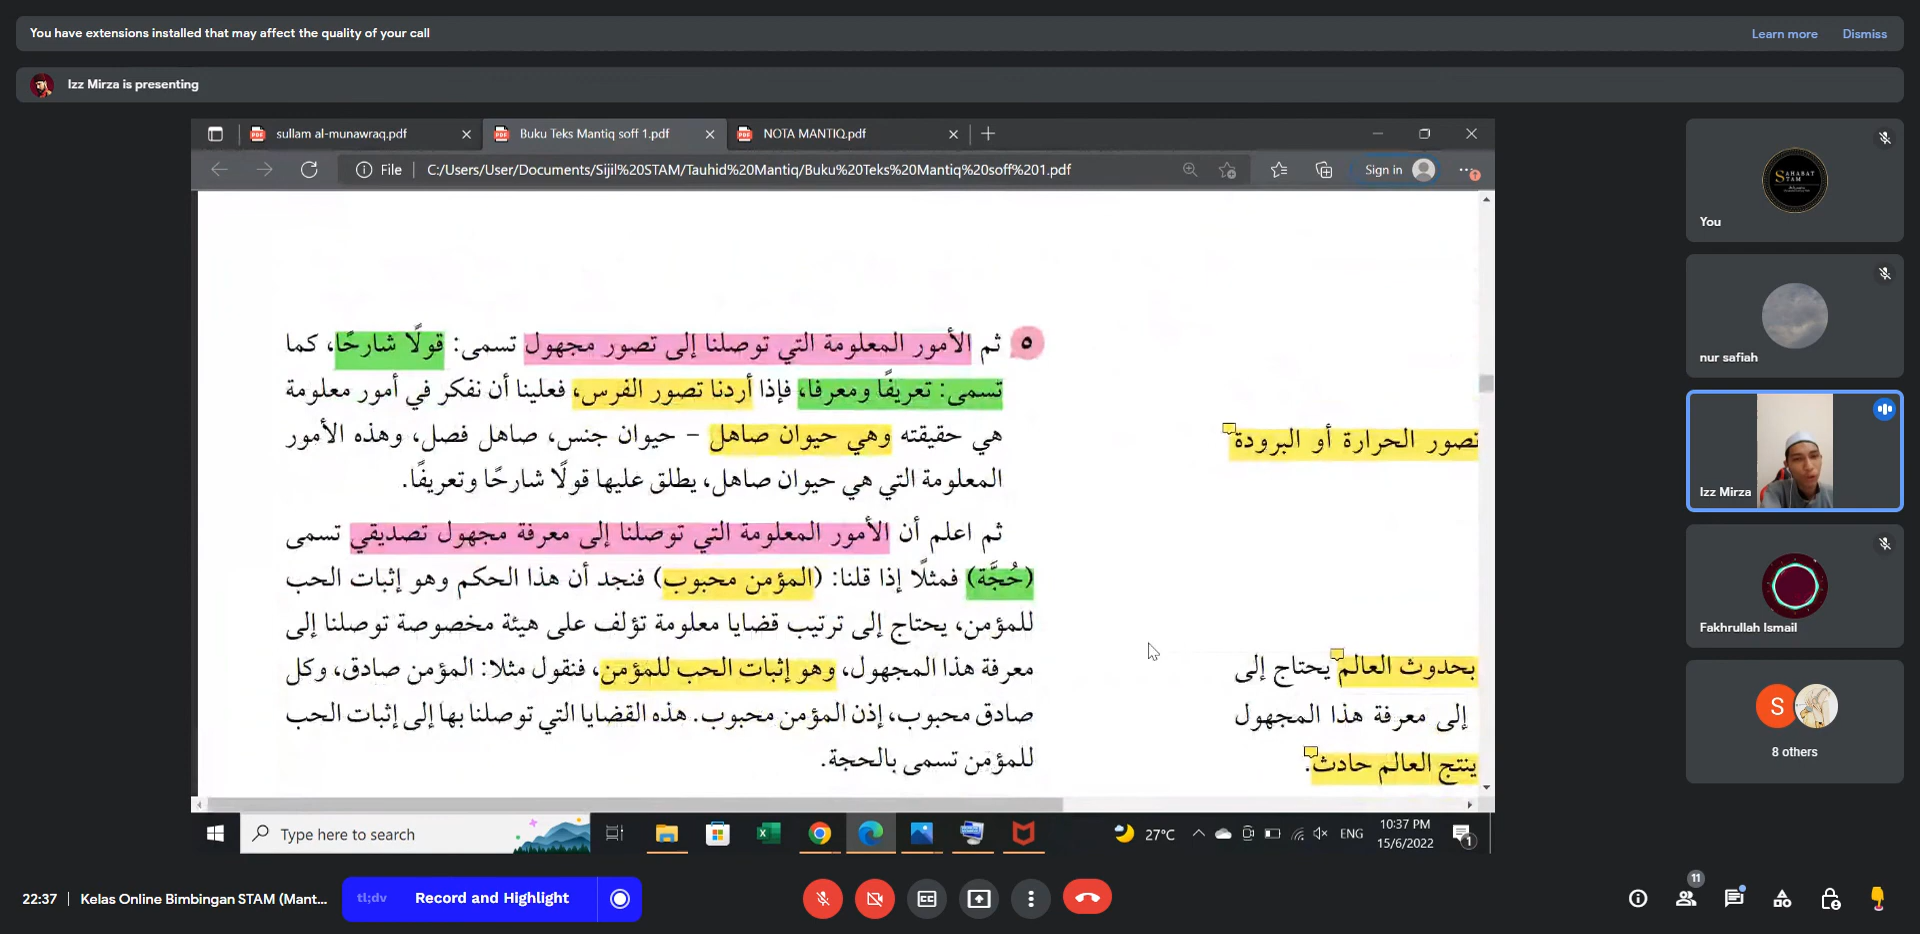 You have extensions installed that may affect the quality of your call
Learn more
Dismiss
Izz Mirza is presenting
sullam al-munawraq.pdf
Buku Teks Mantiq soff 1.pdf
NOTA MANTIQ.pdf
File
C:/Users/User/Documents/Sijil%20STAM/Tauhid%20Mantiq/Buku%20Teks%20Mantiq%20soff%201.pdf
Sign in
٥ ثم الأمور المعلومة التي توصلنا إلى تصور مجهول تسمى: قولًا شارحًا، كما
تسمى: تعريفًا ومعرفا، فإذا أردنا تصور الفرس، فعلينا أن نفكر في أمور معلومة
هي حقيقته وهي حيوان صاهل – حيوان جنس، صاهل فصل، وهذه الأمور
المعلومة التي هي حيوان صاهل، يطلق عليها قولًا شارحًا وتعريفًا.
ثم اعلم أن الأمور المعلومة التي توصلنا إلى معرفة مجهول تصديقي تسمى
(حُجَّة) فمثلًا إذا قلنا: (المؤمن محبوب) فنجد أن هذا الحكم وهو إثبات الحب
للمؤمن، يحتاج إلى ترتيب قضايا معلومة تؤلف على هيئة مخصوصة توصلنا إلى
معرفة هذا المجهول، وهو إثبات الحب للمؤمن، فنقول مثلا: المؤمن صادق، وكل
صادق محبوب، إذن المؤمن محبوب. هذه القضايا التي توصلنا بها إلى إثبات الحب
للمؤمن تسمى بالحجة.
تصور الحرارة أو البرودة
بحدوث العالم يحتاج إلى
إلى معرفة هذا المجهول
ينتج العالم حادث.
Type here to search
27°C
ENG
10:37 PM
15/6/2022
1
SAHABAT
STAM
You
nur safiah
Izz Mirza
Fakhrullah Ismail
S
8 others
22:37
Kelas Online Bimbingan STAM (Mant...
tl;dv
Record and Highlight
11